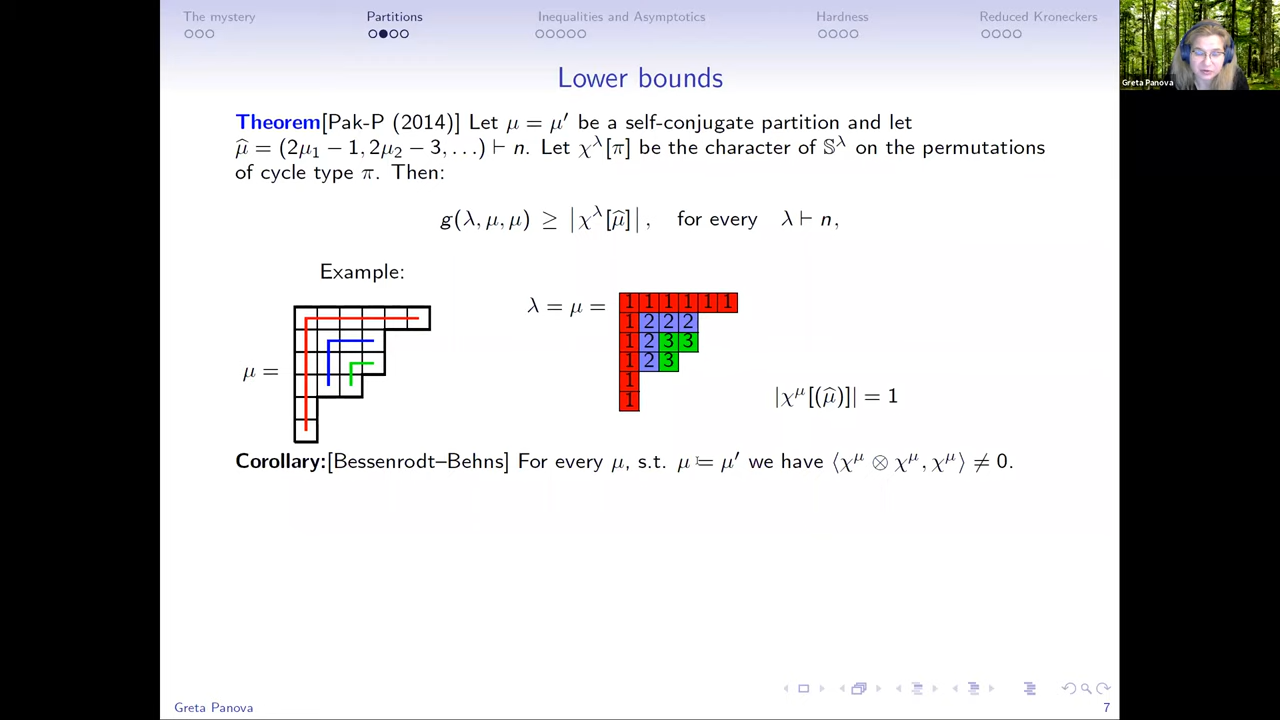 The mystery Partitions Inequalities and Asymptotics Hardness Reduced Kroneckers
Greta Panova
Lower bounds
Theorem[Pak-P (2014)] Let μ = μ′ be a self-conjugate partition and let
μ̂ = (2μ₁ − 1, 2μ₂ − 3, …) ⊢ n. Let χ^λ[π] be the character of 𝕊^λ on the permutations
of cycle type π. Then:
g(λ, μ, μ) ≥ |χ^λ[μ̂]|, for every λ ⊢ n,
Example:
μ =
λ = μ =
1 1 1 1 1 1
1 2 2 2
1 2 3 3
1 2 3
1
1
|χ^μ[(μ̂)]| = 1
Corollary:[Bessenrodt–Behns] For every μ, s.t. μ = μ′ we have ⟨χ^μ ⊗ χ^μ, χ^μ⟩ ≠ 0.
Greta Panova 7